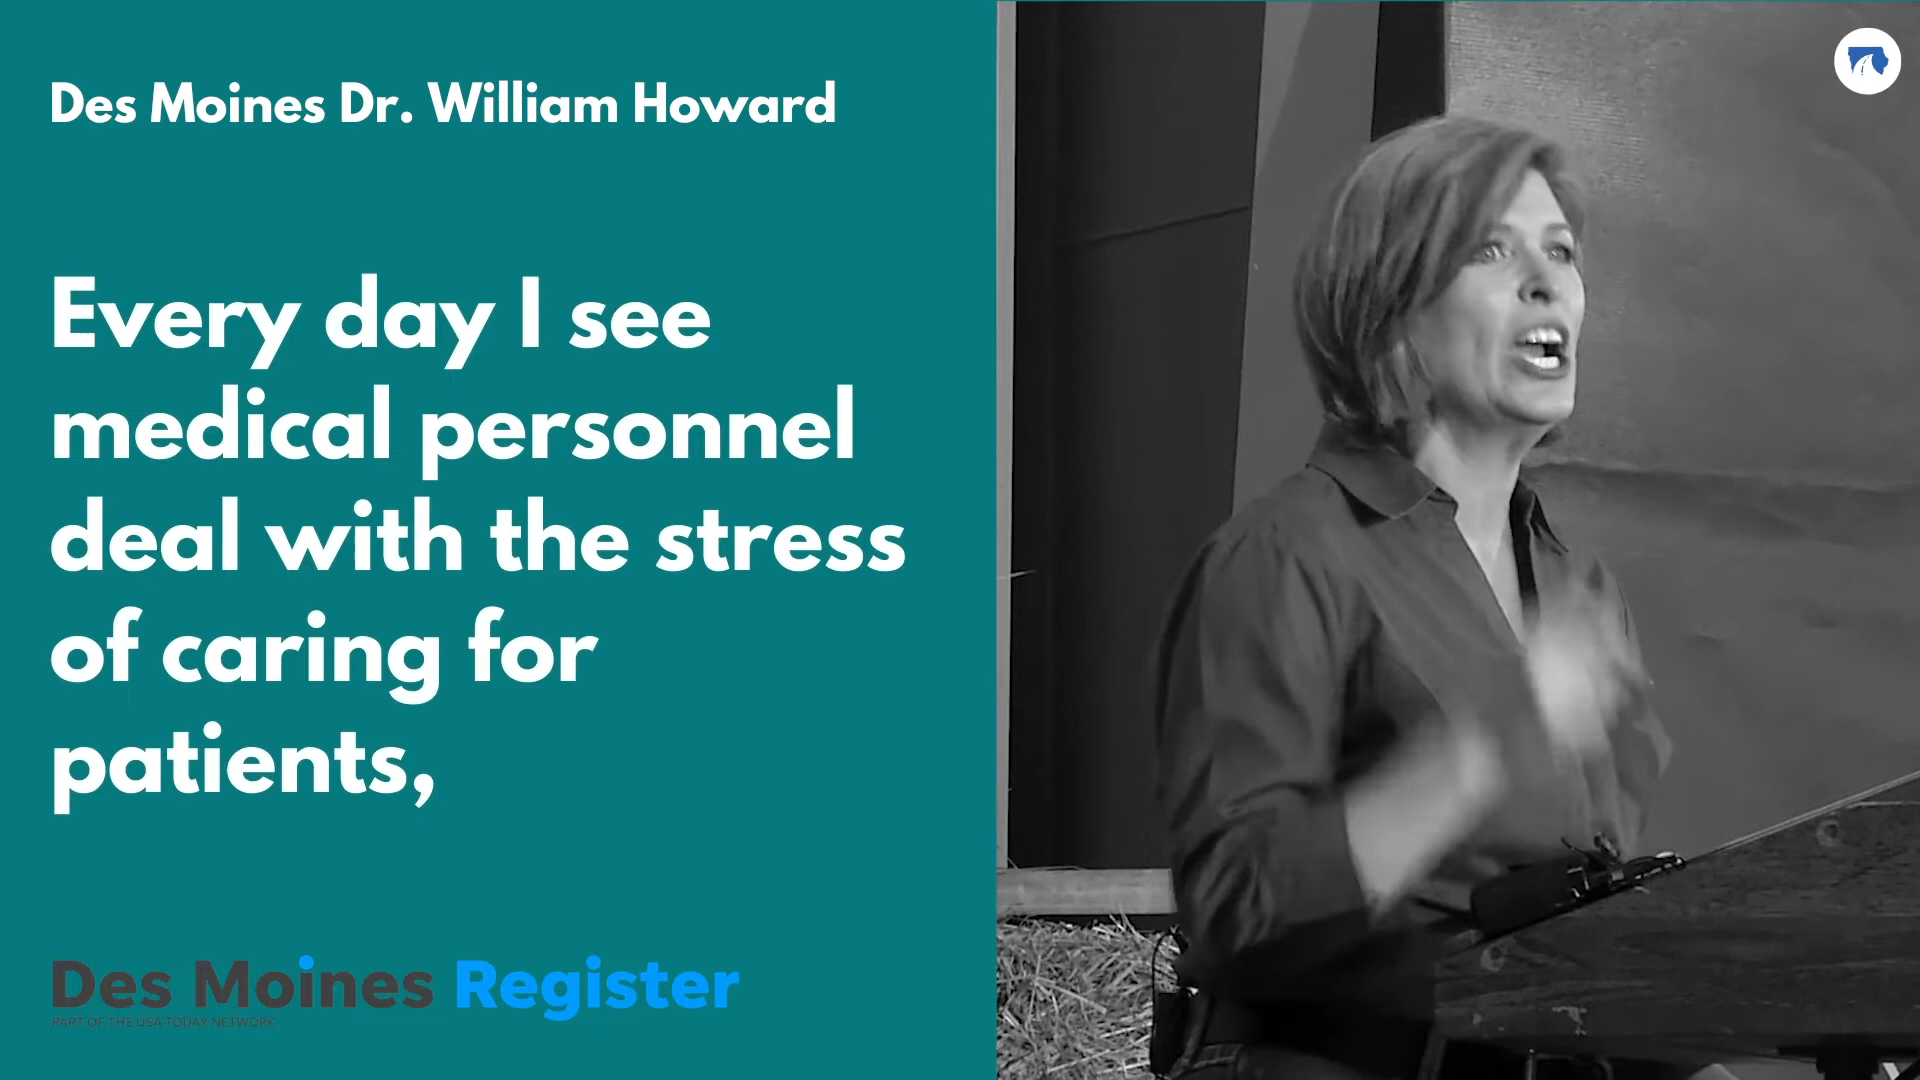 Des Moines Dr. William Howard
Every day I see
medical personnel
deal with the stress
of caring for
patients,
Des Moines Register
PART OF THE USA TODAY NETWORK